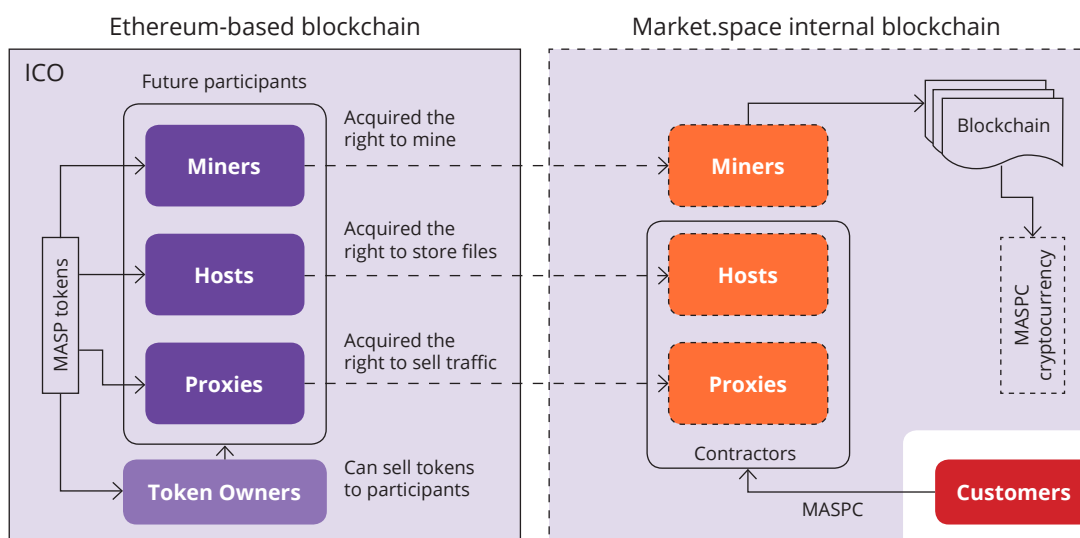 Ethereum-based blockchain
Market.space internal blockchain
ICO
Future participants
Acquired the
right to mine
Miners
Miners
Blockchain
Acquired the
right to store files
Hosts
Hosts
MASP tokens
MASPC
cryptocurrency
Acquired the
right to sell traffic
Proxies
Proxies
Contractors
Can sell tokens
to participants
Token Owners
Customers
MASPC